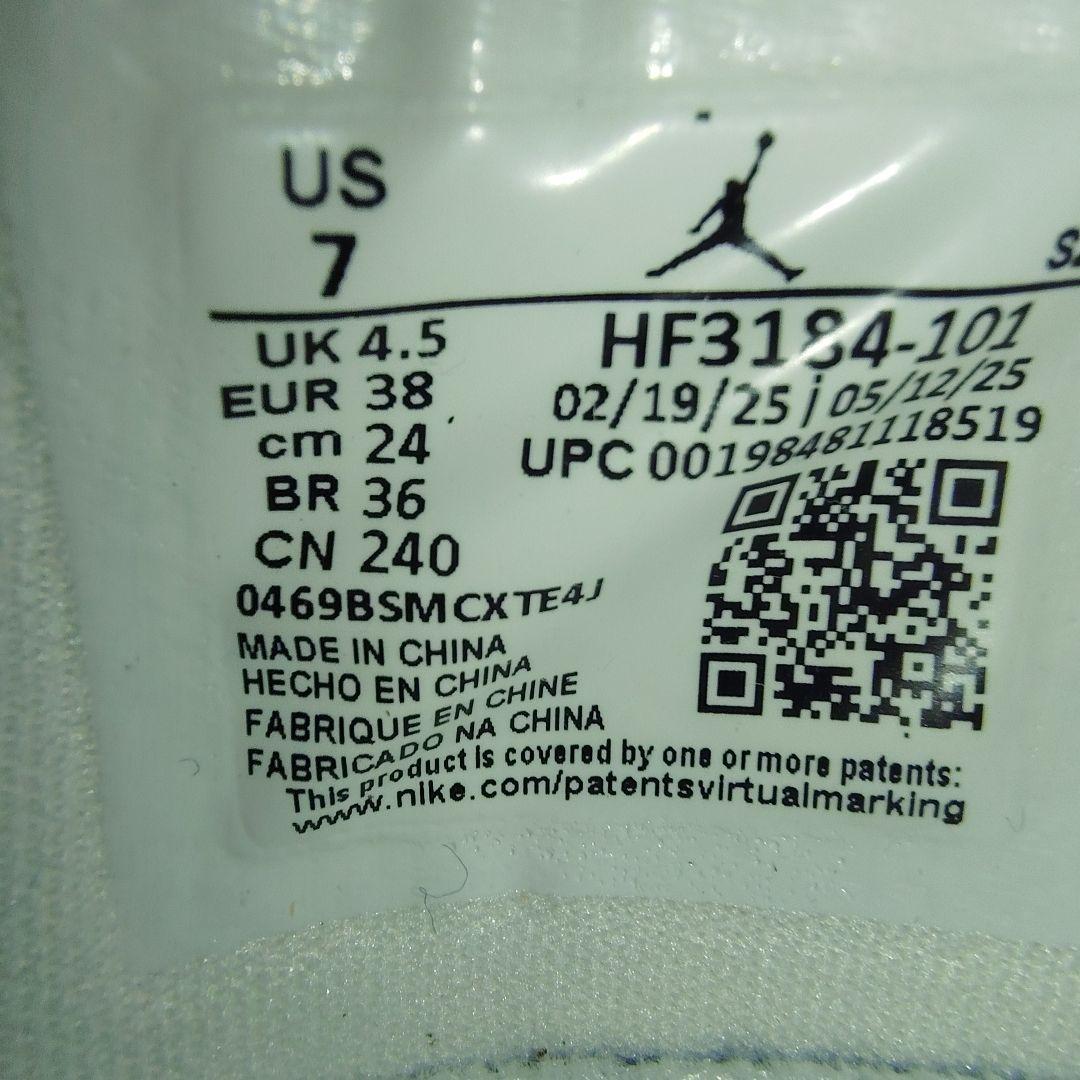 US
7
SZ
UK 4.5
EUR 38
cm 24
BR 36
CN 240
HF3184-101
02/19/25 | 05/12/25
UPC 00198481118519
0469BSMCXTE4J
MADE IN CHINA
HECHO EN CHINA
FABRIQUE EN CHINE
FABRICADO NA CHINA
This product is covered by one or more patents:
www.nike.com/patentsvirtualmarking